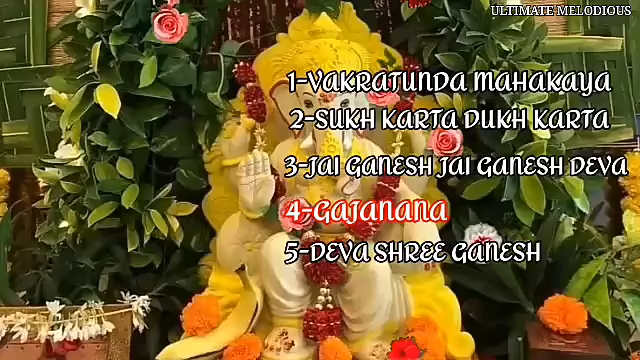 ULTIMATE MELODIOUS
1-VAKRATUNDA MAHAKAYA
2-SUKH KARTA DUKH KARTA
3-JAI GANESH JAI GANESH DEVA
4-GAJANANA
5-DEVA SHREE GANESH